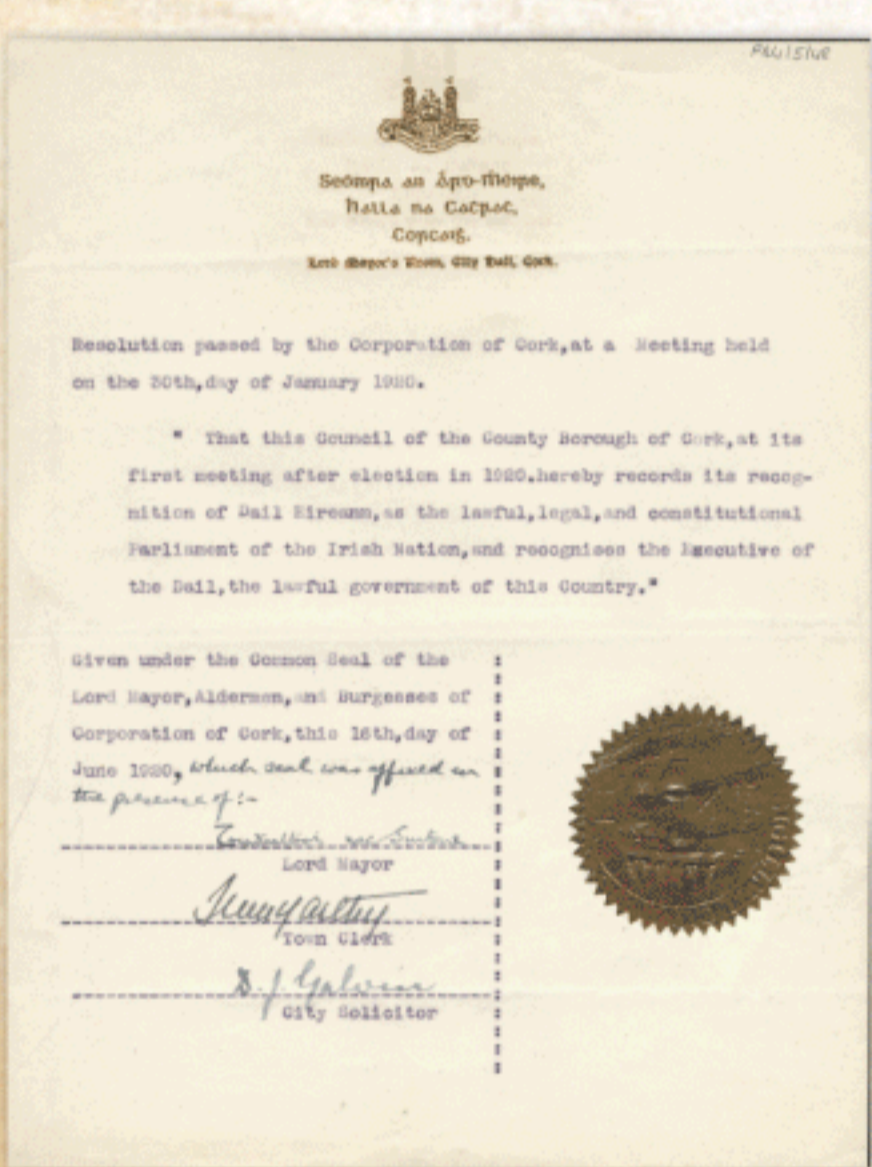 PR4/5/48
Seómra an Árd-Mhéire,
Halla na Caṫraċ,
Corcaiġ.
Lord Mayor's Room, City Hall, Cork.
Resolution passed by the Corporation of Cork,at a Meeting held
on the 30th,day of January 1920.
" That this Council of the County Borough of Cork,at its
first meeting after election in 1920.hereby records its recog-
nition of Dail Eireann,as the lawful,legal,and constitutional
Parliament of the Irish Nation,and recognises the Executive of
the Dail,the lawful government of this Country."
Given under the Common Seal of the
Lord Mayor,Aldermen,and Burgesses of
Corporation of Cork,this 16th,day of
June 1920, which seal was affixed in
the presence of :-
Lord Mayor
Town Clerk
D. J. Galvin
City Solicitor